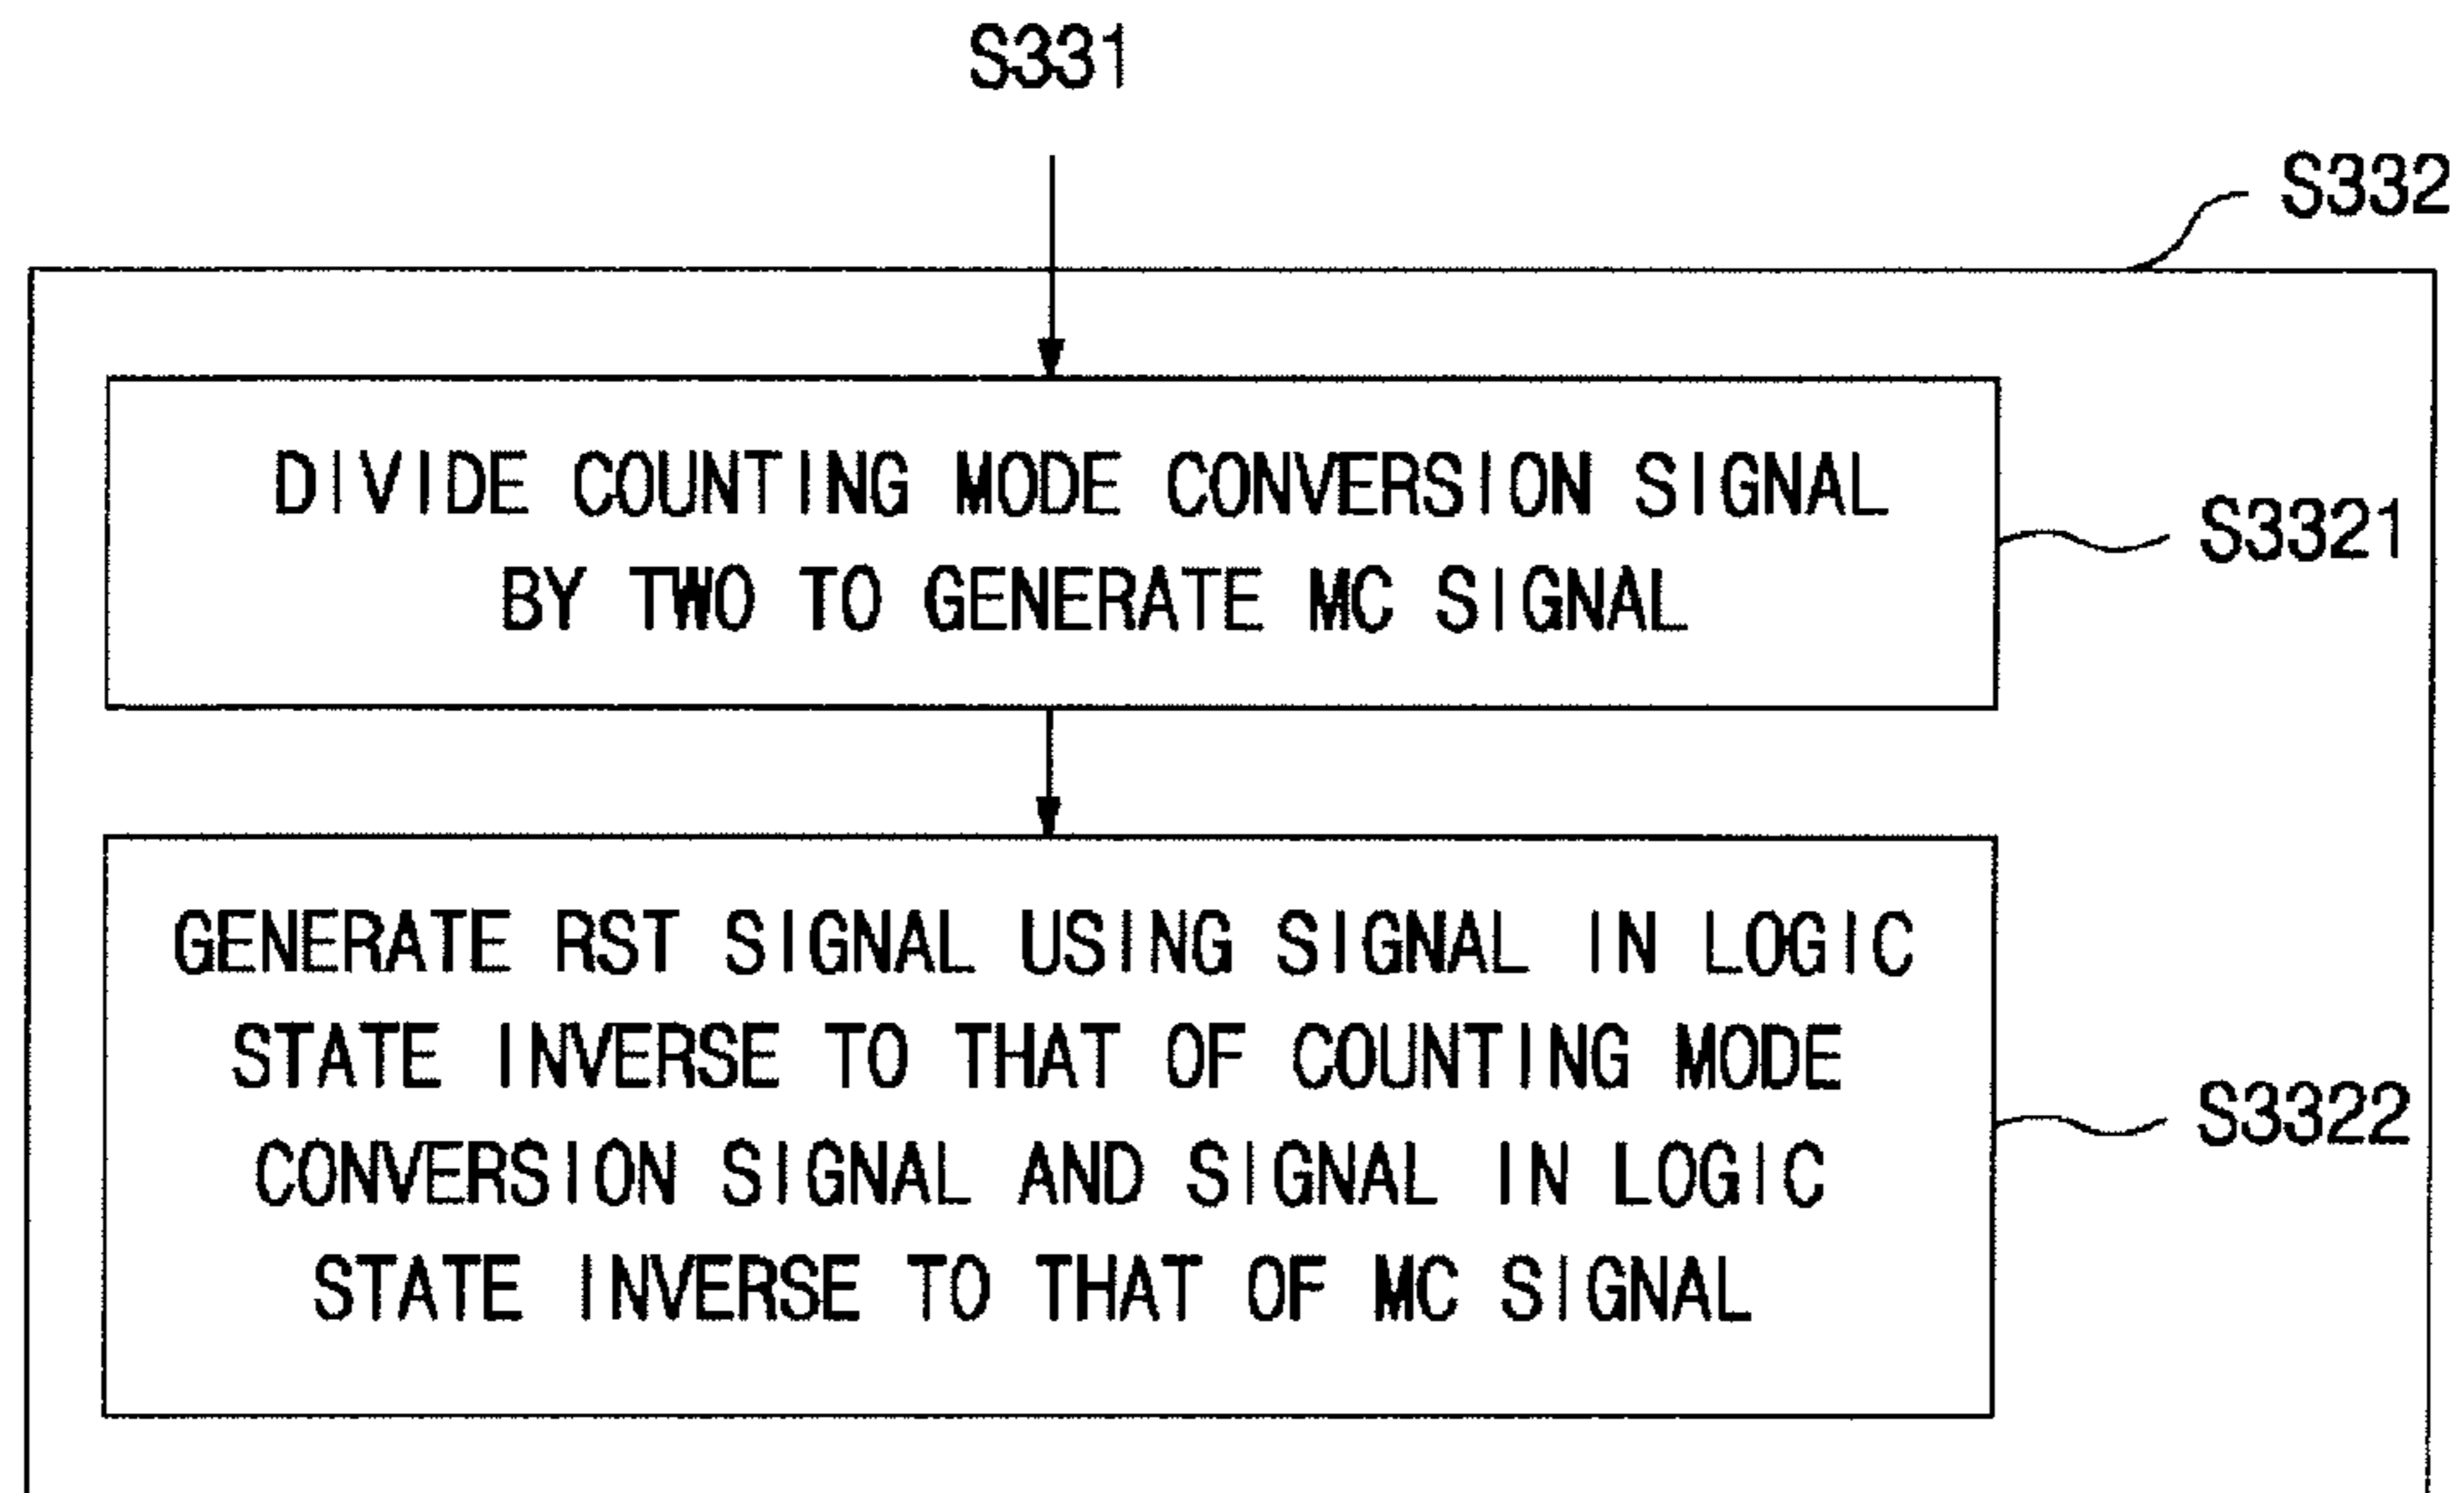 S331
S332
DIVIDE COUNTING MODE CONVERSION SIGNAL
BY TWO TO GENERATE MC SIGNAL
S3321
GENERATE RST SIGNAL USING SIGNAL IN LOGIC
STATE INVERSE TO THAT OF COUNTING MODE
CONVERSION SIGNAL AND SIGNAL IN LOGIC
STATE INVERSE TO THAT OF MC SIGNAL
S3322